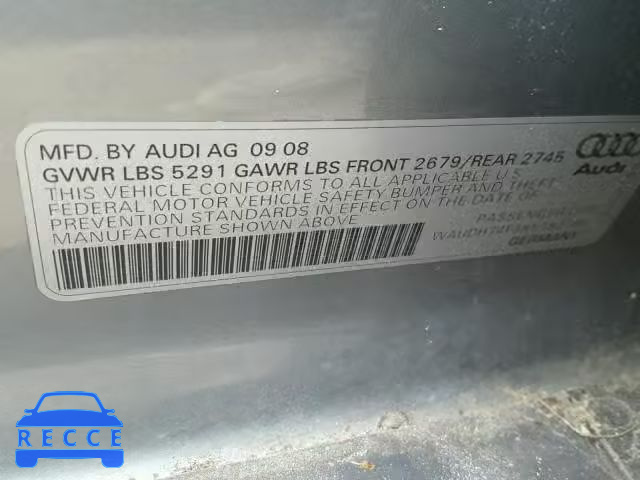 MFD. BY AUDI AG 09 08
GVWR LBS 5291 GAWR LBS FRONT 2679/REAR 2745
THIS VEHICLE CONFORMS TO ALL APPLICABLE U.S.
FEDERAL MOTOR VEHICLE SAFETY BUMPER AND THEFT
PREVENTION STANDARDS IN EFFECT ON THE DATE OF
MANUFACTURE SHOWN ABOVE.
Audi
GERMANY
RECCE